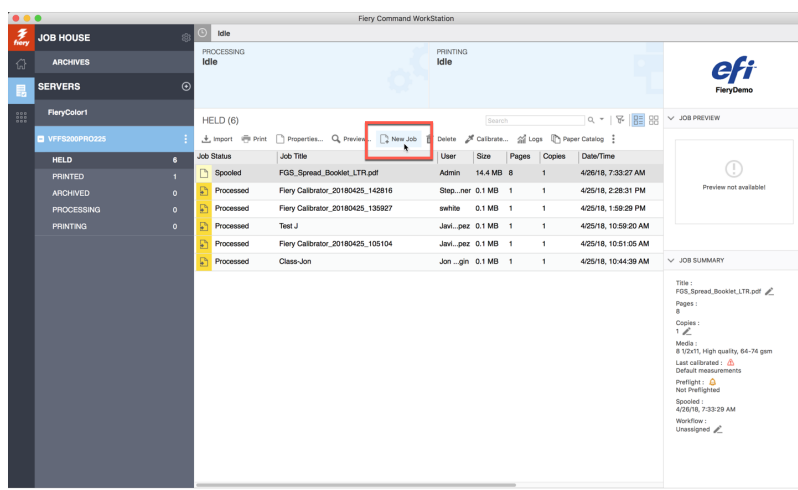 Fiery Command WorkStation
fiery
JOB HOUSE
ARCHIVES
SERVERS
FieryColor1
VFFS200PRO225
HELD 6
PRINTED 1
ARCHIVED 0
PROCESSING 0
PRINTING 0
Idle
PROCESSING
Idle
PRINTING
Idle
efi
FieryDemo
HELD (6)
Search
Import Print Properties... Preview... New Job Delete Calibrate... Logs Paper Catalog
Job Status Job Title User Size Pages Copies Date/Time
Spooled FGS_Spread_Booklet_LTR.pdf Admin 14.4 MB 8 1 4/26/18, 7:33:27 AM
Processed Fiery Calibrator_20180425_142816 Step...ner 0.1 MB 1 1 4/25/18, 2:28:31 PM
Processed Fiery Calibrator_20180425_135927 swhite 0.1 MB 1 1 4/25/18, 1:59:29 PM
Processed Test J Javi...pez 0.1 MB 1 1 4/25/18, 10:59:20 AM
Processed Fiery Calibrator_20180425_105104 Javi...pez 0.1 MB 1 1 4/25/18, 10:51:05 AM
Processed Class-Jon Jon ...gin 0.1 MB 1 1 4/25/18, 10:44:39 AM
JOB PREVIEW
Preview not available!
JOB SUMMARY
Title :
FGS_Spread_Booklet_LTR.pdf
Pages :
8
Copies :
1
Media :
8 1/2x11, High quality, 64-74 gsm
Last calibrated :
Default measurements
Preflight :
Not Preflighted
Spooled :
4/26/18, 7:33:29 AM
Workflow :
Unassigned